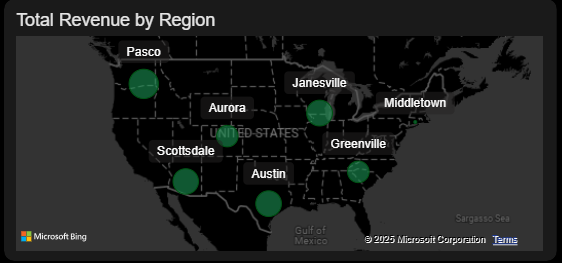 Total Revenue by Region
Pasco
Janesville
Aurora
Middletown
UNITED STATES
Greenville
Scottsdale
Austin
Sargasso Sea
Gulf of
Mexico
Microsoft Bing
© 2025 Microsoft Corporation Terms